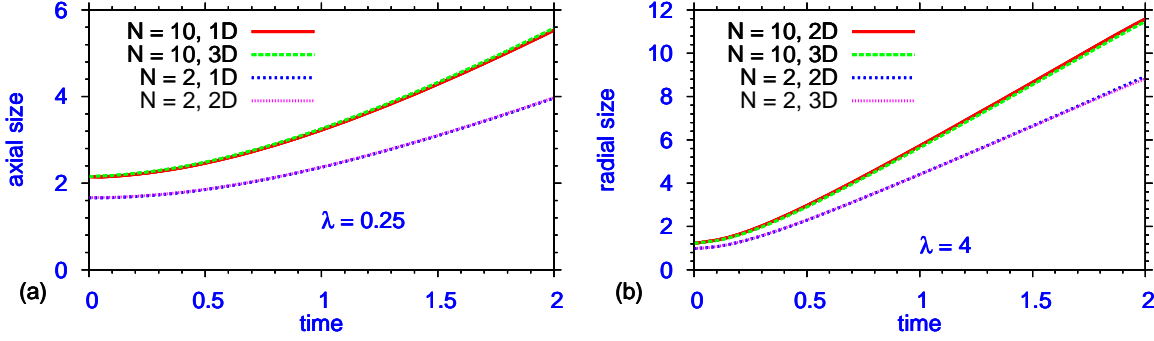 6
4
2
0
axial size
N = 10, 1D
N = 10, 3D
N = 2, 1D
N = 2, 2D
λ = 0.25
(a)
0
0.5
1
1.5
2
time
12
10
8
6
4
2
0
radial size
N = 10, 2D
N = 10, 3D
N = 2, 2D
N = 2, 3D
λ = 4
(b)
0
0.5
1
1.5
2
time